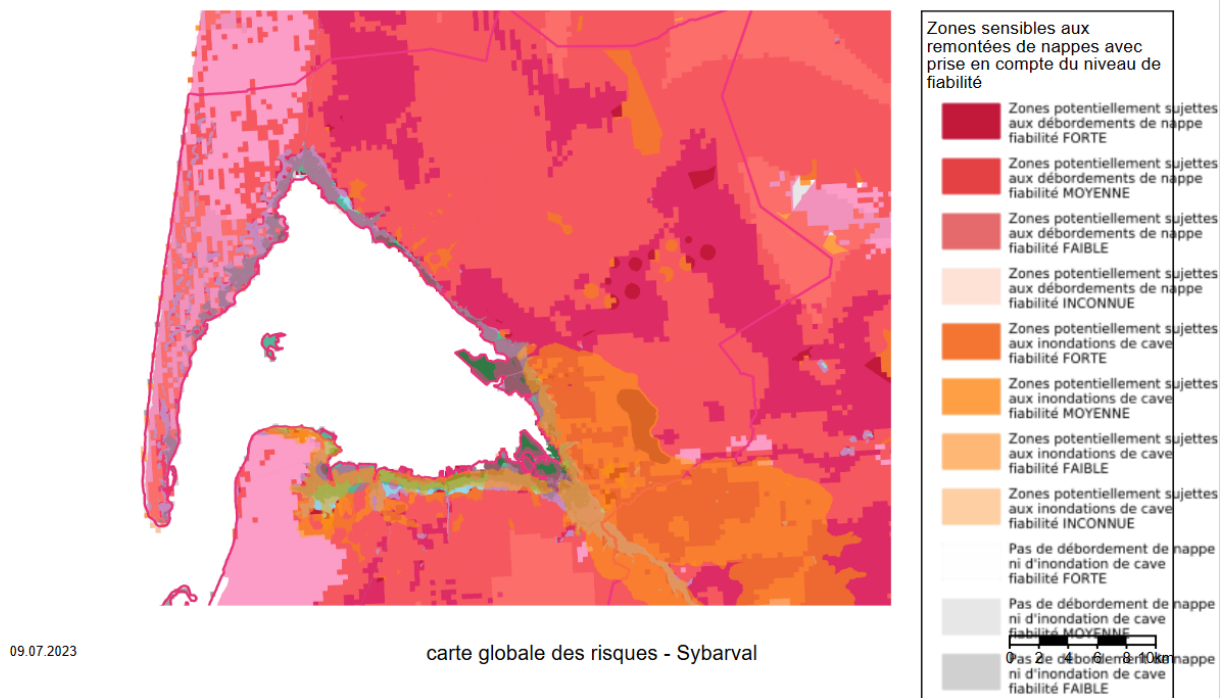 Zones sensibles aux
remontées de nappes avec
prise en compte du niveau de
fiabilité
Zones potentiellement sujettes
aux débordements de nappe
fiabilité FORTE
Zones potentiellement sujettes
aux débordements de nappe
fiabilité MOYENNE
Zones potentiellement sujettes
aux débordements de nappe
fiabilité FAIBLE
Zones potentiellement sujettes
aux débordements de nappe
fiabilité INCONNUE
Zones potentiellement sujettes
aux inondations de cave
fiabilité FORTE
Zones potentiellement sujettes
aux inondations de cave
fiabilité MOYENNE
Zones potentiellement sujettes
aux inondations de cave
fiabilité FAIBLE
Zones potentiellement sujettes
aux inondations de cave
fiabilité INCONNUE
Pas de débordement de nappe
ni d'inondation de cave
fiabilité FORTE
Pas de débordement de nappe
ni d'inondation de cave
fiabilité MOYENNE
0 2 4 6 8 10km
Pas de débordement de nappe
ni d'inondation de cave
fiabilité FAIBLE
09.07.2023
carte globale des risques - Sybarval